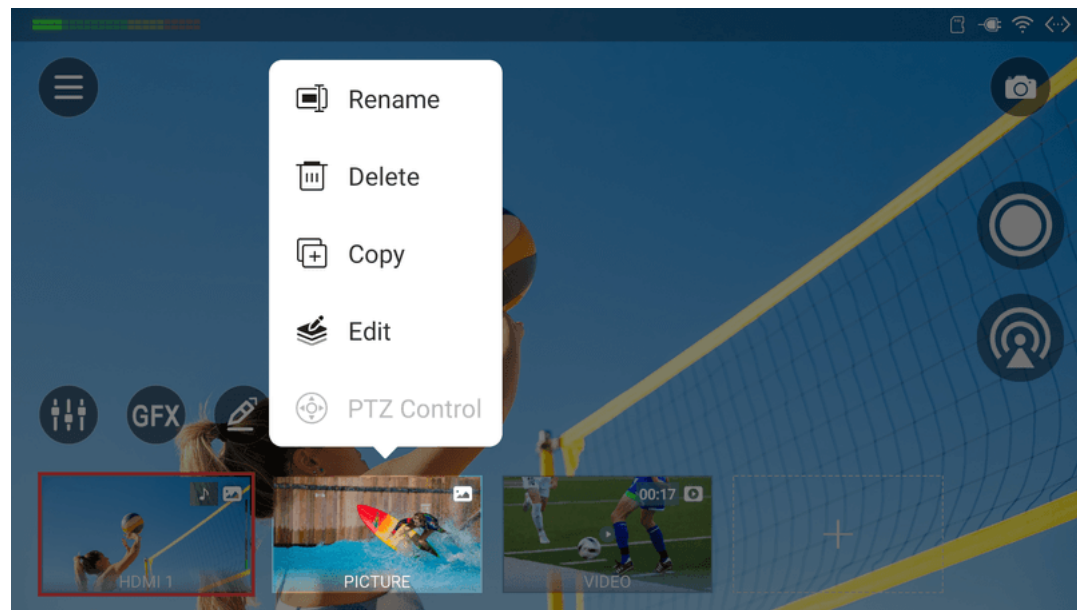 Rename
Delete
Copy
Edit
PTZ Control
GFX
00:17
HDMI 1
PICTURE
VIDEO